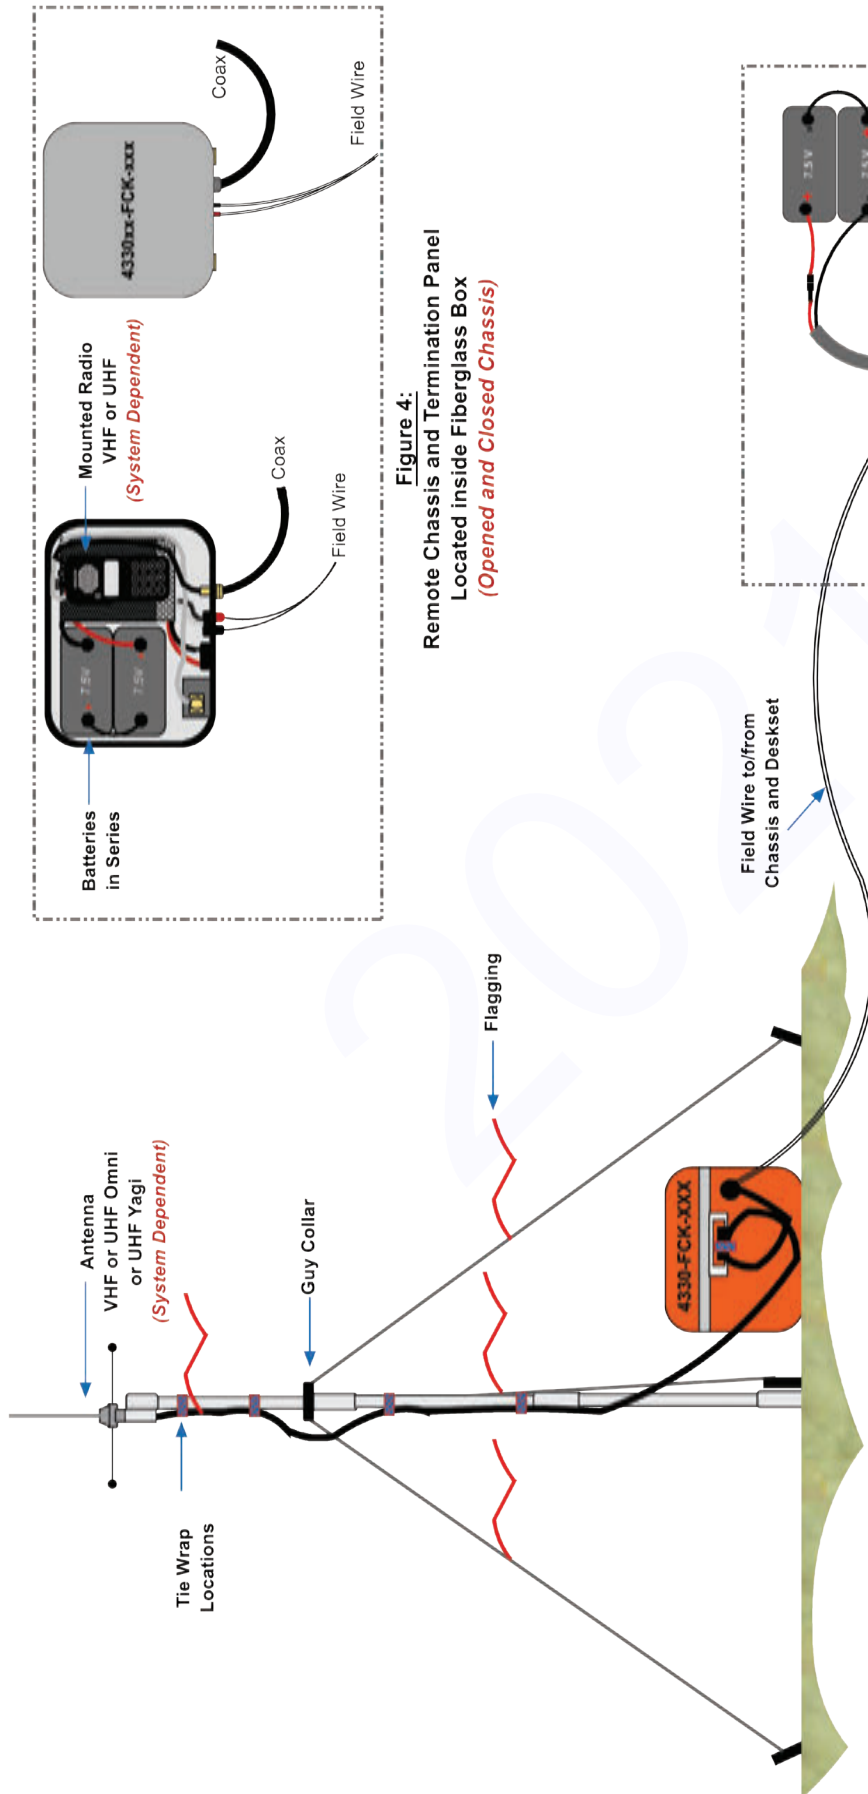 Antenna
VHF or UHF Omni
or UHF Yagi
(System Dependent)
Tie Wrap
Locations
Guy Collar
Flagging
4330-FCK-XXX
Batteries
in Series
7.5V
7.5V
Mounted Radio
VHF or UHF
(System Dependent)
Coax
Field Wire
4330xx-FCK-xxx
Coax
Field Wire
Figure 4:
Remote Chassis and Termination Panel
Located inside Fiberglass Box
(Opened and Closed Chassis)
Field Wire to/from
Chassis and Deskset
7.5V
7.5V
2021